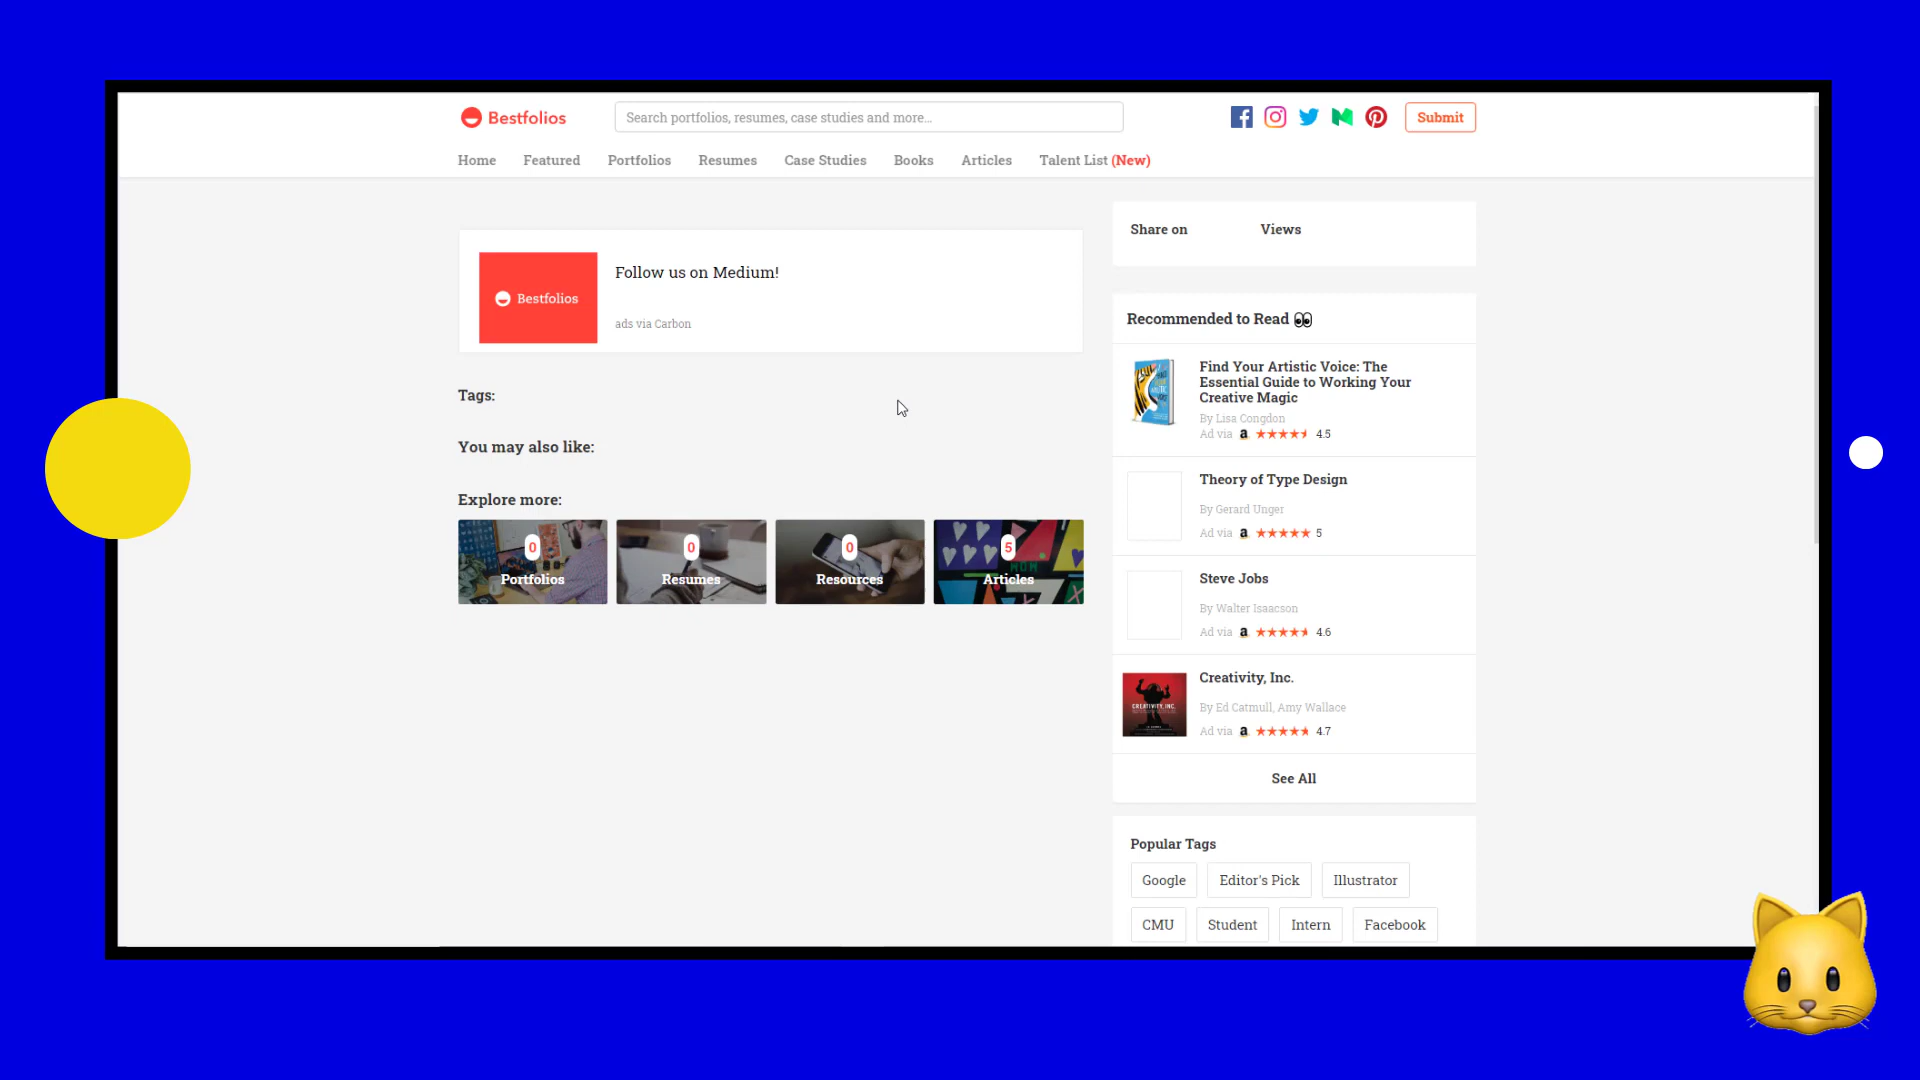 Bestfolios
Search portfolios, resumes, case studies and more...
Submit
Home Featured Portfolios Resumes Case Studies Books Articles Talent List (New)
Bestfolios
Follow us on Medium!
ads via Carbon
Tags:
You may also like:
Explore more:
0
Portfolios
0
Resumes
0
Resources
5
Articles
Share on Views
Recommended to Read
Find Your Artistic Voice: The
Essential Guide to Working Your
Creative Magic
By Lisa Congdon
Ad via a 4.5
Theory of Type Design
By Gerard Unger
Ad via a 5
Steve Jobs
By Walter Isaacson
Ad via a 4.6
CREATIVITY, INC.
Creativity, Inc.
By Ed Catmull, Amy Wallace
Ad via a 4.7
See All
Popular Tags
Google Editor's Pick Illustrator
CMU Student Intern Facebook